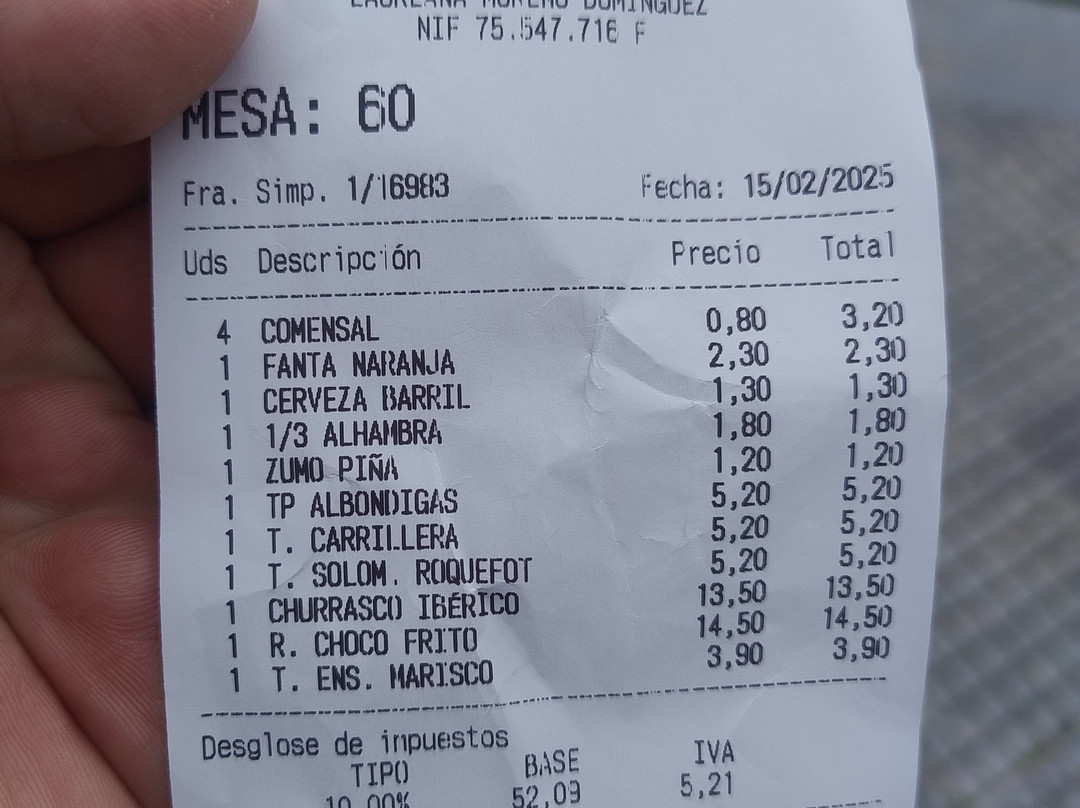 MORENO DOMINGUEZ
NIF 75.547.716 F
MESA: 60
Fra. Simp. 1/16983 Fecha: 15/02/2025
Uds Descripción Precio Total
4 COMENSAL 0,80 3,20
1 FANTA NARANJA 2,30 2,30
1 CERVEZA BARRIL 1,30 1,30
1 1/3 ALHAMBRA 1,80 1,80
1 ZUMO PIÑA 1,20 1,20
1 TP ALBONDIGAS 5,20 5,20
1 T. CARRILLERA 5,20 5,20
1 T. SOLOM. ROQUEFOT 5,20 5,20
1 CHURRASCO IBÉRICO 13,50 13,50
1 R. CHOCO FRITO 14,50 14,50
1 T. ENS. MARISCO 3,90 3,90
Desglose de inpuestos
TIPO BASE IVA
10,00% 52,09 5,21